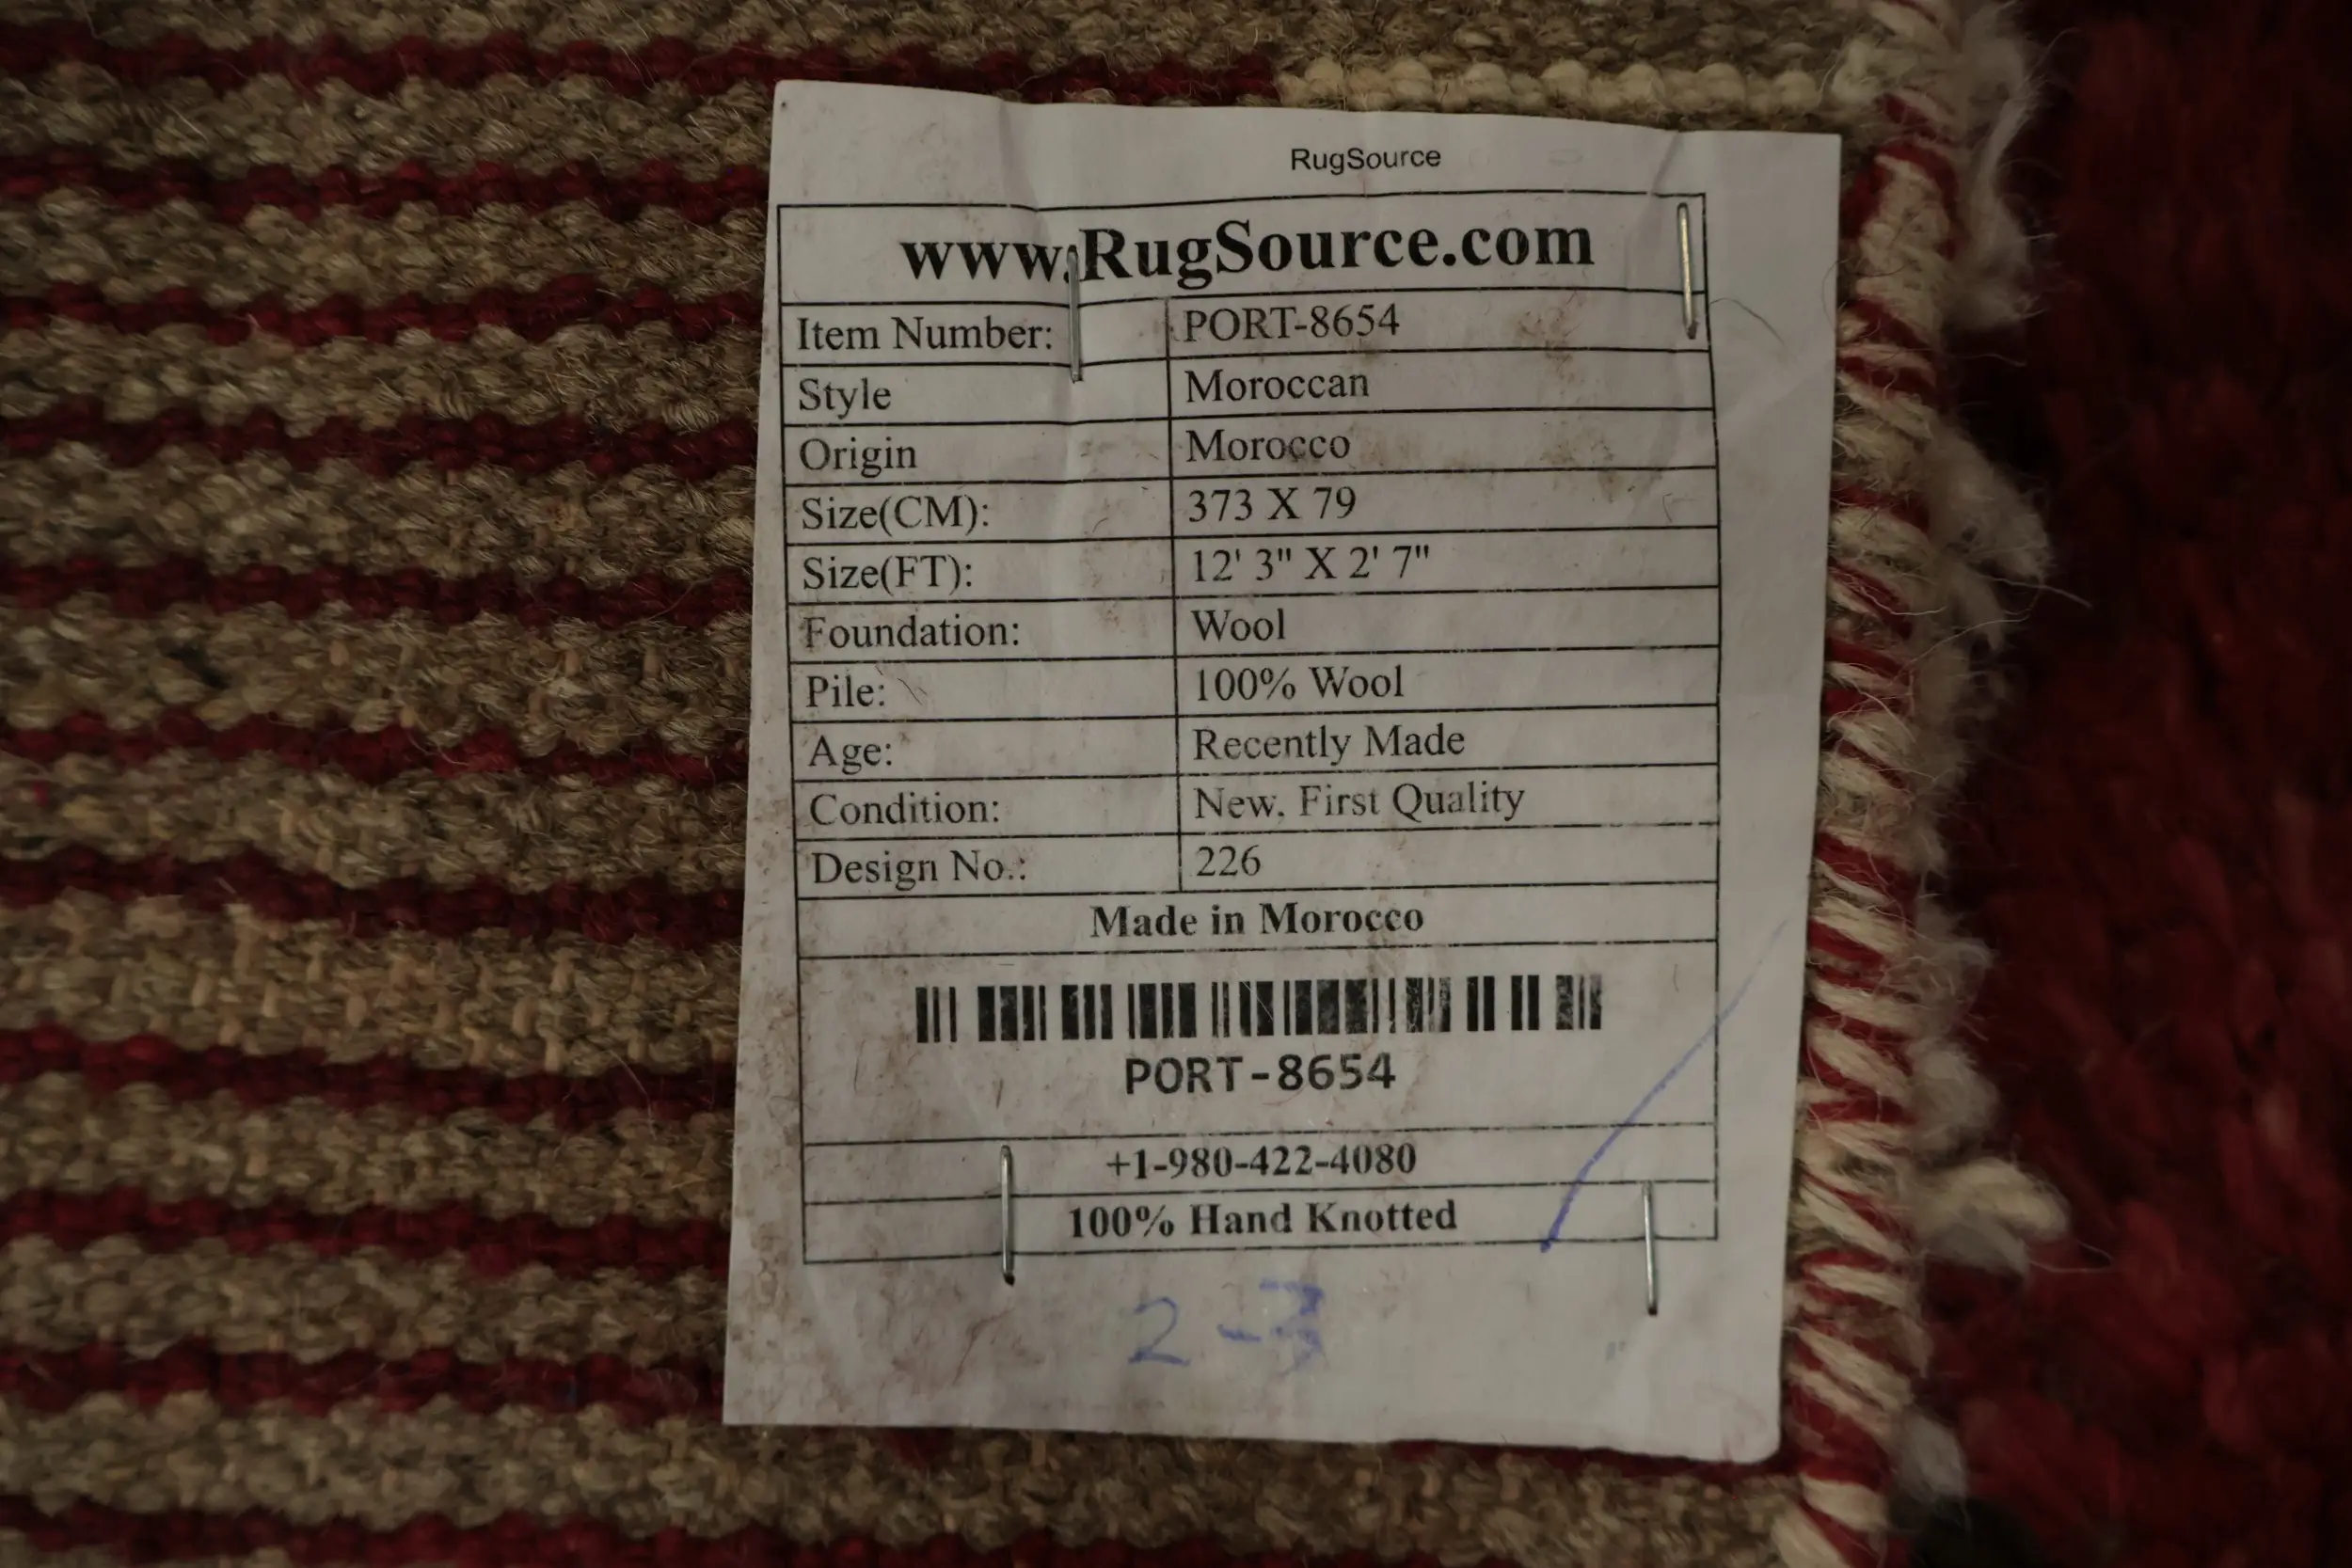 RugSource
www.RugSource.com
Item Number: PORT-8654
Style Moroccan
Origin Morocco
Size(CM): 373 X 79
Size(FT): 12' 3" X 2' 7"
Foundation: Wool
Pile: 100% Wool
Age: Recently Made
Condition: New, First Quality
Design No.: 226
Made in Morocco
PORT-8654
+1-980-422-4080
100% Hand Knotted
2-3